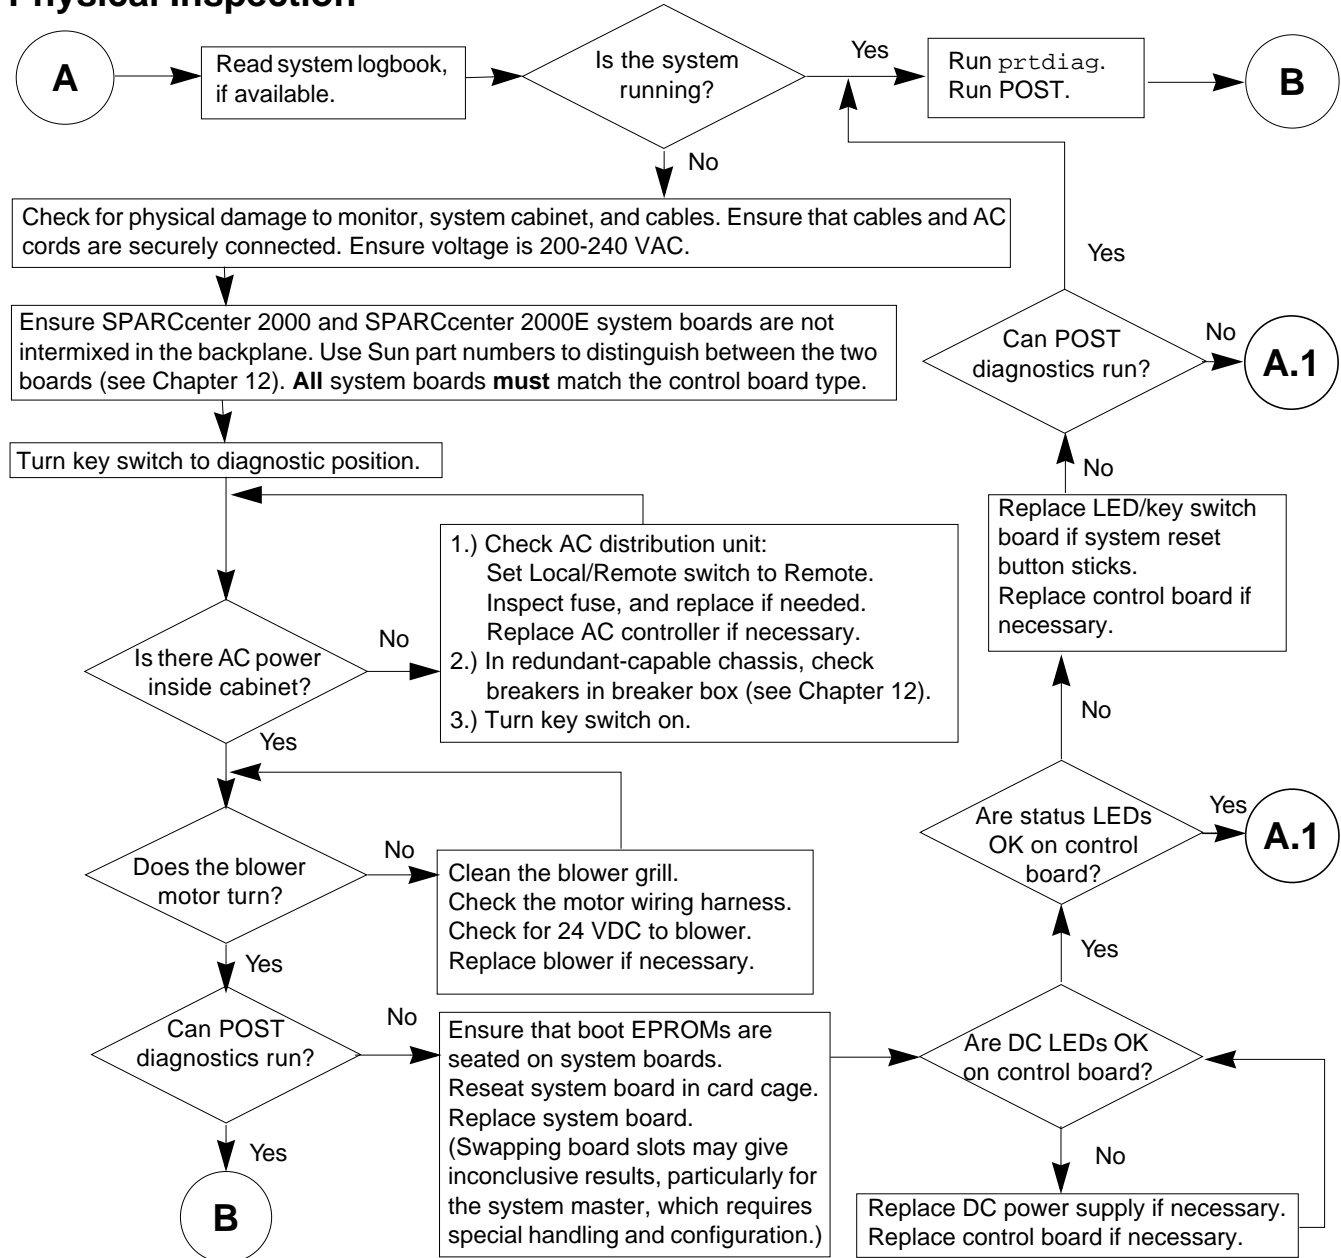 Physical Inspection
A
Read system logbook,
if available.
Is the system
running?
Yes
Run prtdiag.
Run POST.
B
No
Check for physical damage to monitor, system cabinet, and cables. Ensure that cables and AC
cords are securely connected. Ensure voltage is 200-240 VAC.
Ensure SPARCcenter 2000 and SPARCcenter 2000E system boards are not
intermixed in the backplane. Use Sun part numbers to distinguish between the two
boards (see Chapter 12). All system boards must match the control board type.
Turn key switch to diagnostic position.
Is there AC power
inside cabinet?
No
1.) Check AC distribution unit:
Set Local/Remote switch to Remote.
Inspect fuse, and replace if needed.
Replace AC controller if necessary.
2.) In redundant-capable chassis, check
breakers in breaker box (see Chapter 12).
3.) Turn key switch on.
Yes
Does the blower
motor turn?
No
Clean the blower grill.
Check the motor wiring harness.
Check for 24 VDC to blower.
Replace blower if necessary.
Yes
Can POST
diagnostics run?
No
Ensure that boot EPROMs are
seated on system boards.
Reseat system board in card cage.
Replace system board.
(Swapping board slots may give
inconclusive results, particularly for
the system master, which requires
special handling and configuration.)
Yes
B
Are DC LEDs OK
on control board?
No
Replace DC power supply if necessary.
Replace control board if necessary.
Yes
Are status LEDs
OK on control
board?
Yes
A.1
No
Replace LED/key switch
board if system reset
button sticks.
Replace control board if
necessary.
No
Can POST
diagnostics run?
No
A.1
Yes